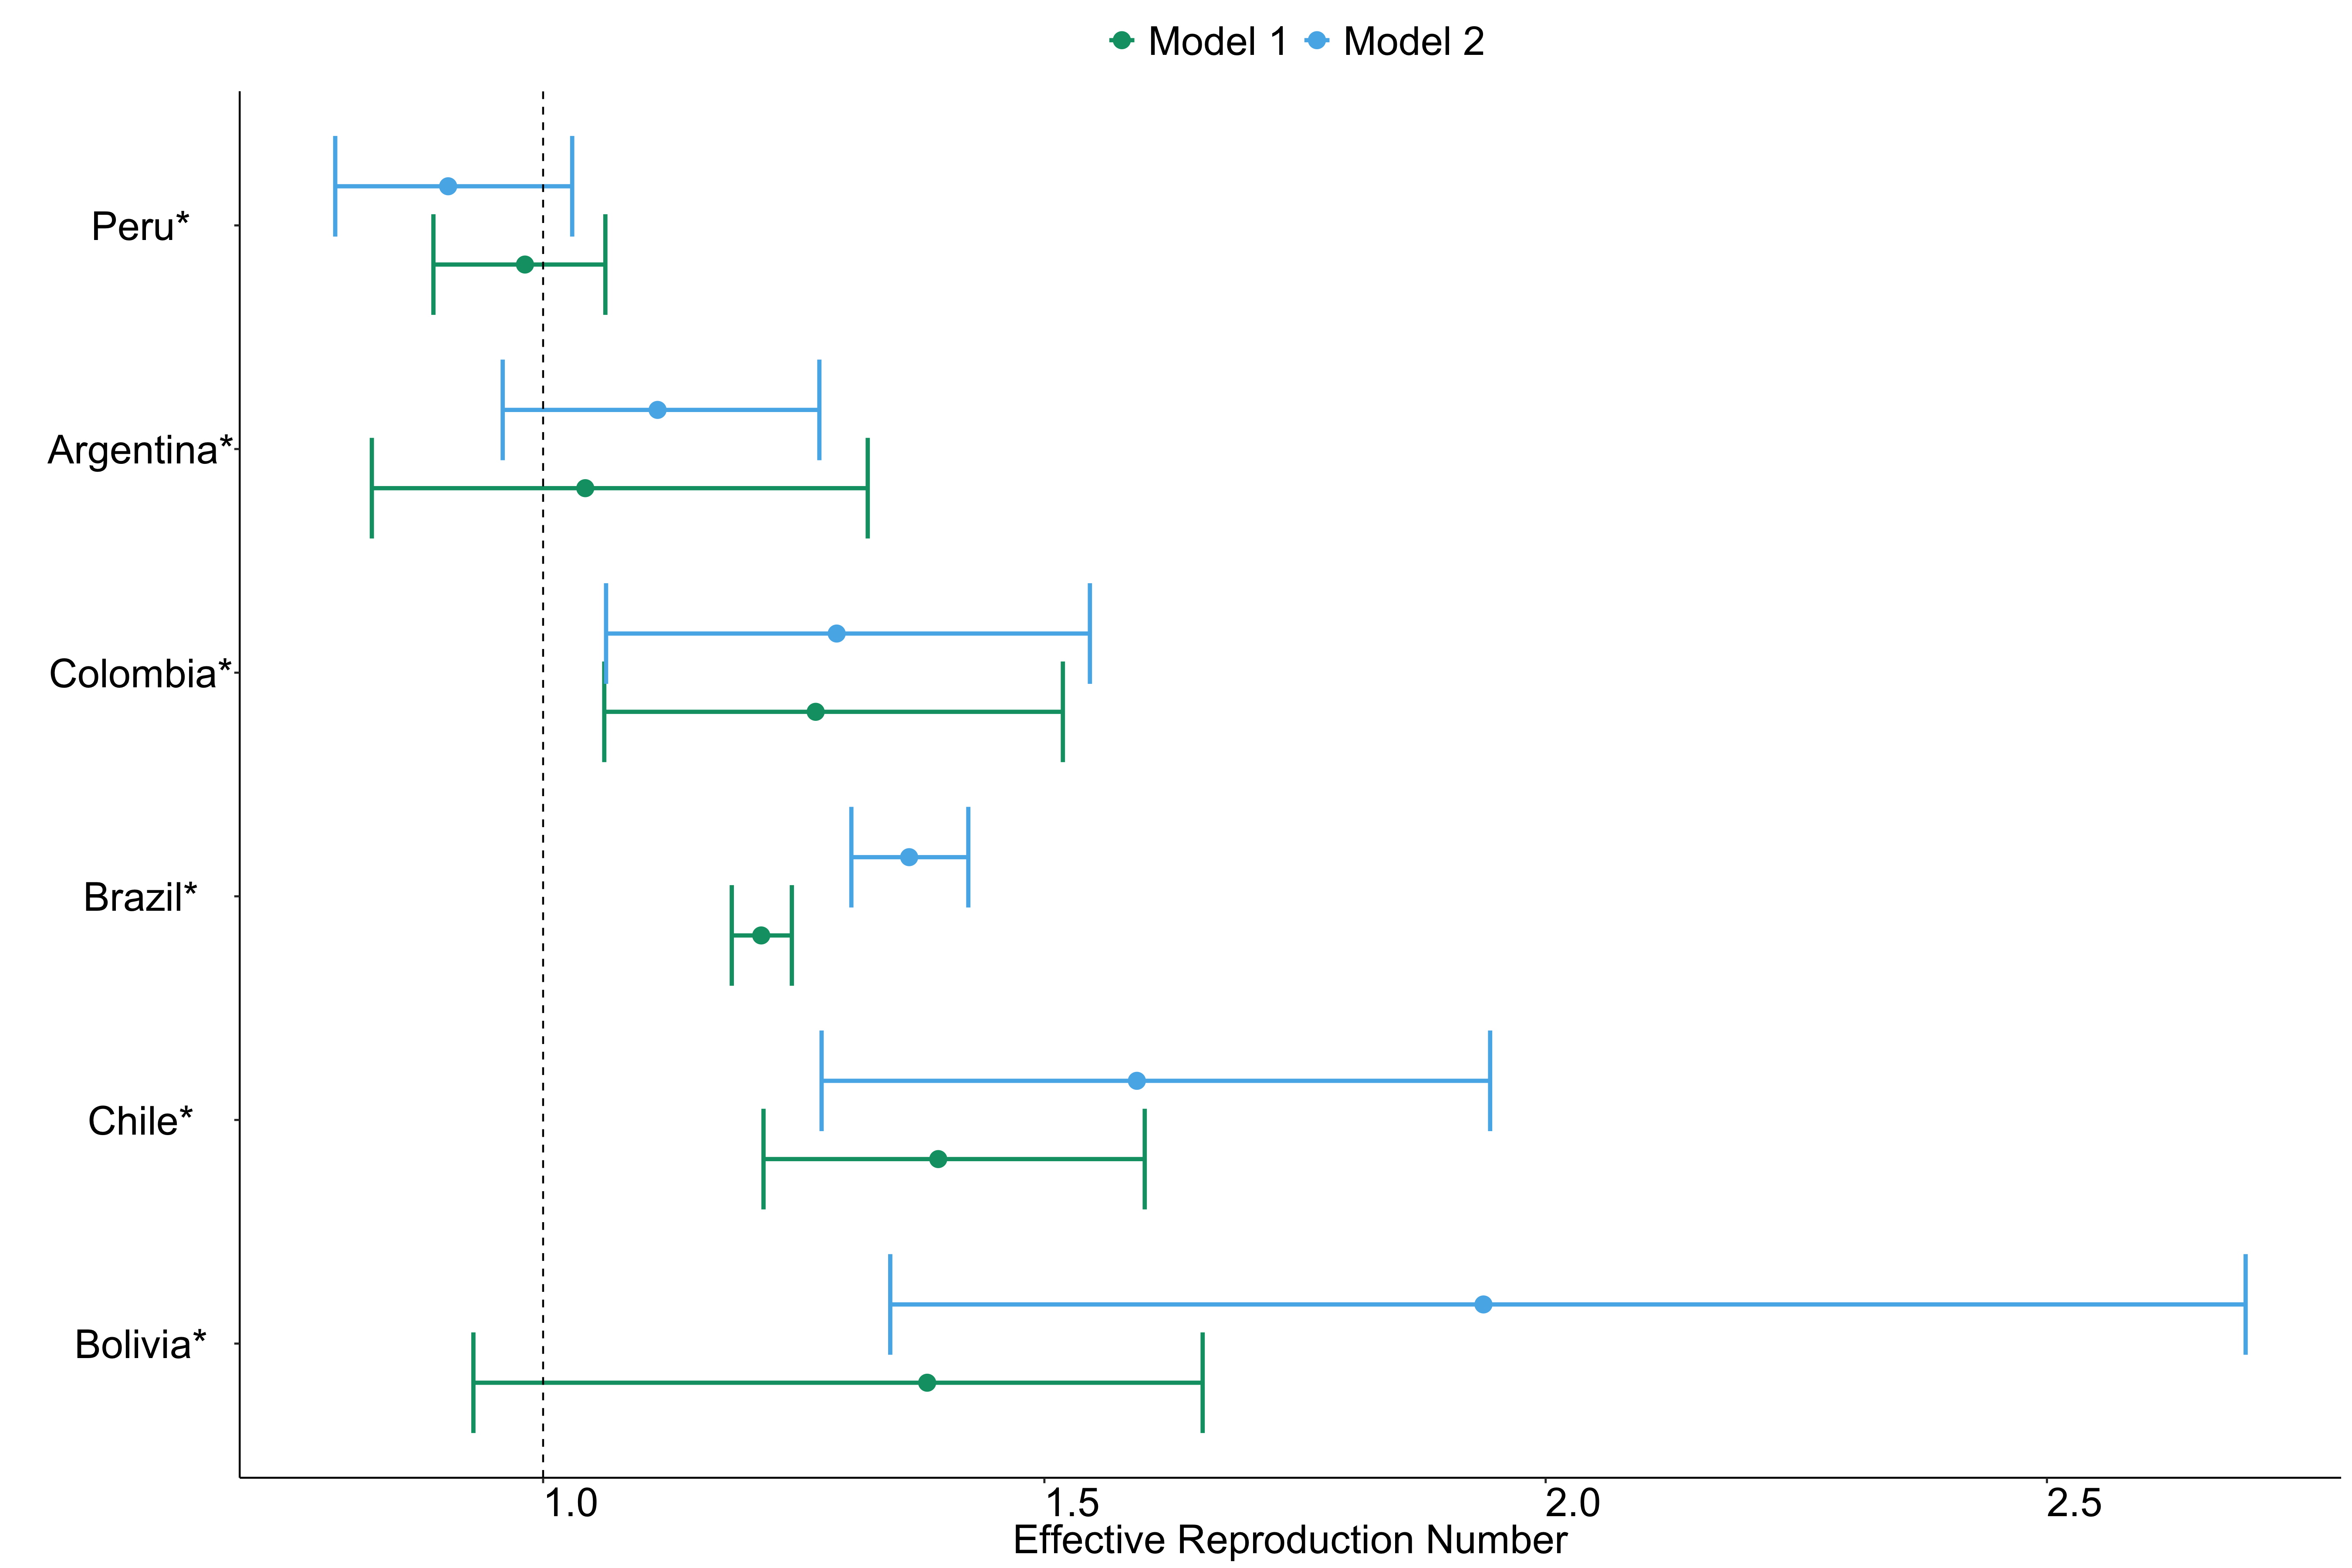 Model 1 Model 2
Peru*
Argentina*
Colombia*
Brazil*
Chile*
Bolivia*
1.0 1.5 2.0 2.5
Effective Reproduction Number